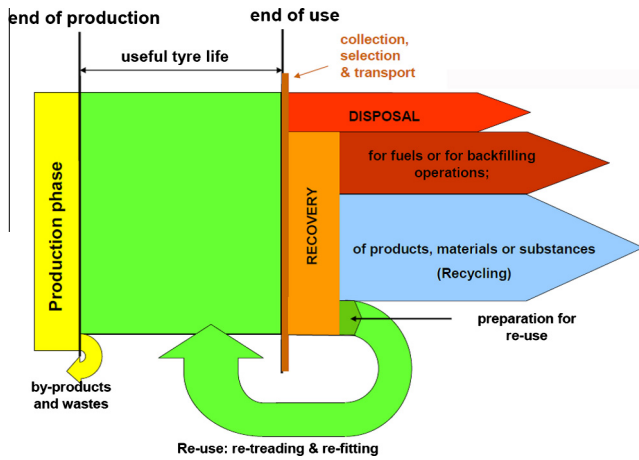 end of production
end of use
useful tyre life
collection,
selection
& transport
DISPOSAL
for fuels or for backfilling
operations;
Production phase
RECOVERY
of products, materials or substances
(Recycling)
preparation for
re-use
by-products
and wastes
Re-use: re-treading & re-fitting